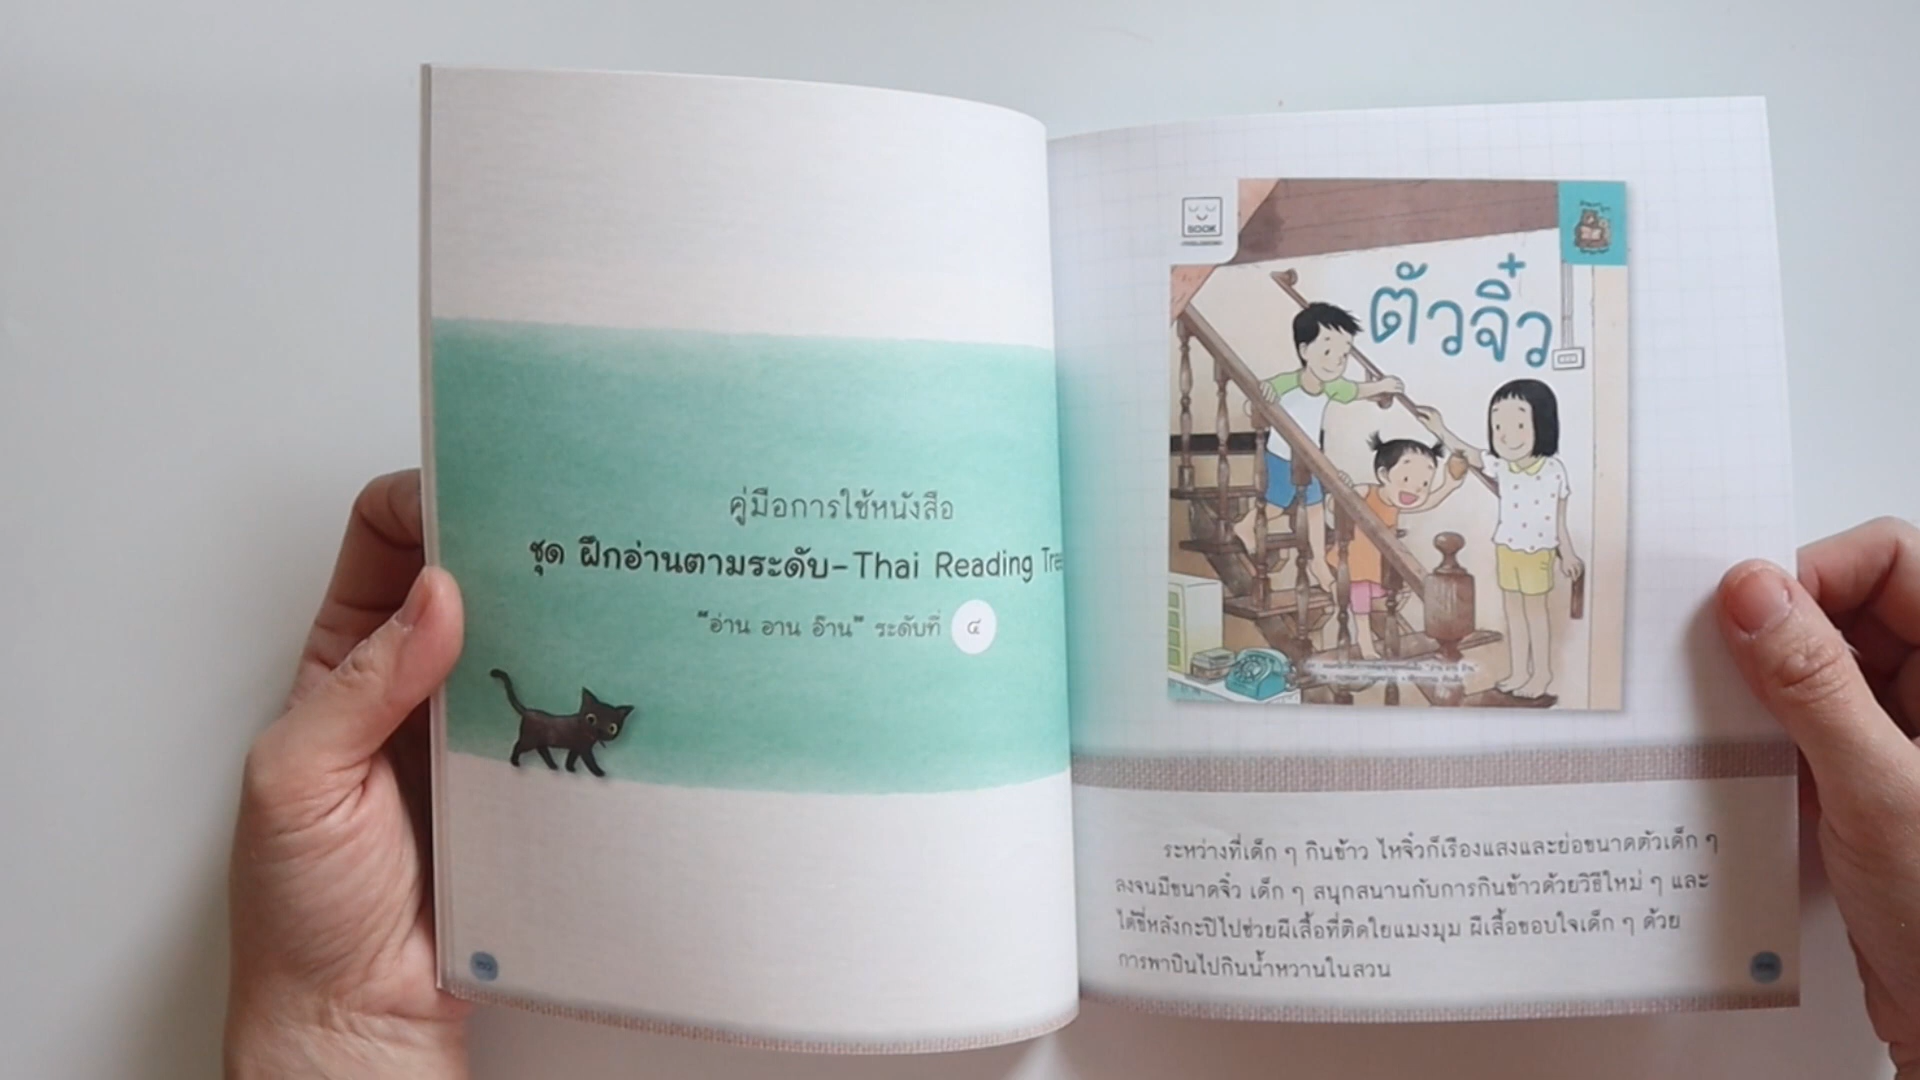 คู่มือการใช้หนังสือ
ชุด ฝึกอ่านตามระดับ-Thai Reading
“อ่าน อาน อ๊าน” ระดับที่ ๔
SOOK
ตัวจิ๋ว
ระหว่างที่เด็ก ๆ กินข้าว ไหจิ๋วก็เรืองแสงและย่อขนาดตัวเด็ก ๆ
ลงจนมีขนาดจิ๋ว เด็ก ๆ สนุกสนานกับการกินข้าวด้วยวิธีใหม่ ๆ และ
ได้ขี่หลังกะปิไปช่วยผีเสื้อที่ติดใยแมงมุม ผีเสื้อขอบใจเด็ก ๆ ด้วย
การพาบินไปกินน้ำหวานในสวน